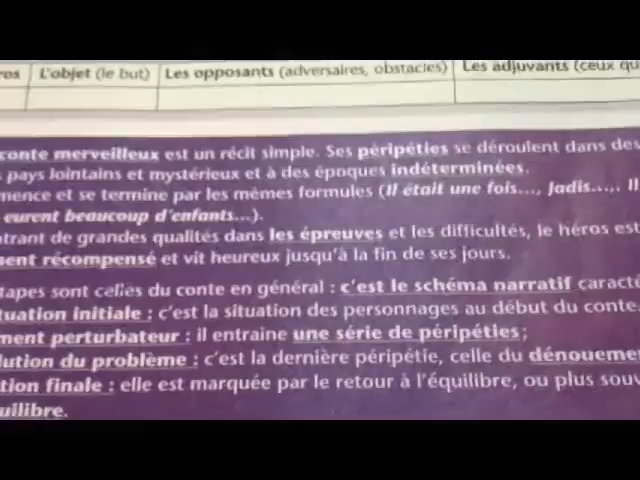 ros L'objet (le but) Les opposants (adversaires, obstacles) Les adjuvants (ceux qu
conte merveilleux est un récit simple. Ses péripéties se déroulent dans des
pays lointains et mystérieux et à des époques indéterminées.
mence et se termine par les mêmes formules (Il était une fois..., Jadis...,. Il
eurent beaucoup d'enfants...).
ntrant de grandes qualités dans les épreuves et les difficultés, le héros est
ment récompensé et vit heureux jusqu'à la fin de ses jours.
tapes sont celles du conte en général : c'est le schéma narratif caracté
tuation initiale : c'est la situation des personnages au début du conte
ment perturbateur : il entraine une série de péripéties ;
lution du problème : c'est la dernière péripétie, celle du dénoueme
tion finale : elle est marquée par le retour à l'équilibre, ou plus souv
uilibre.